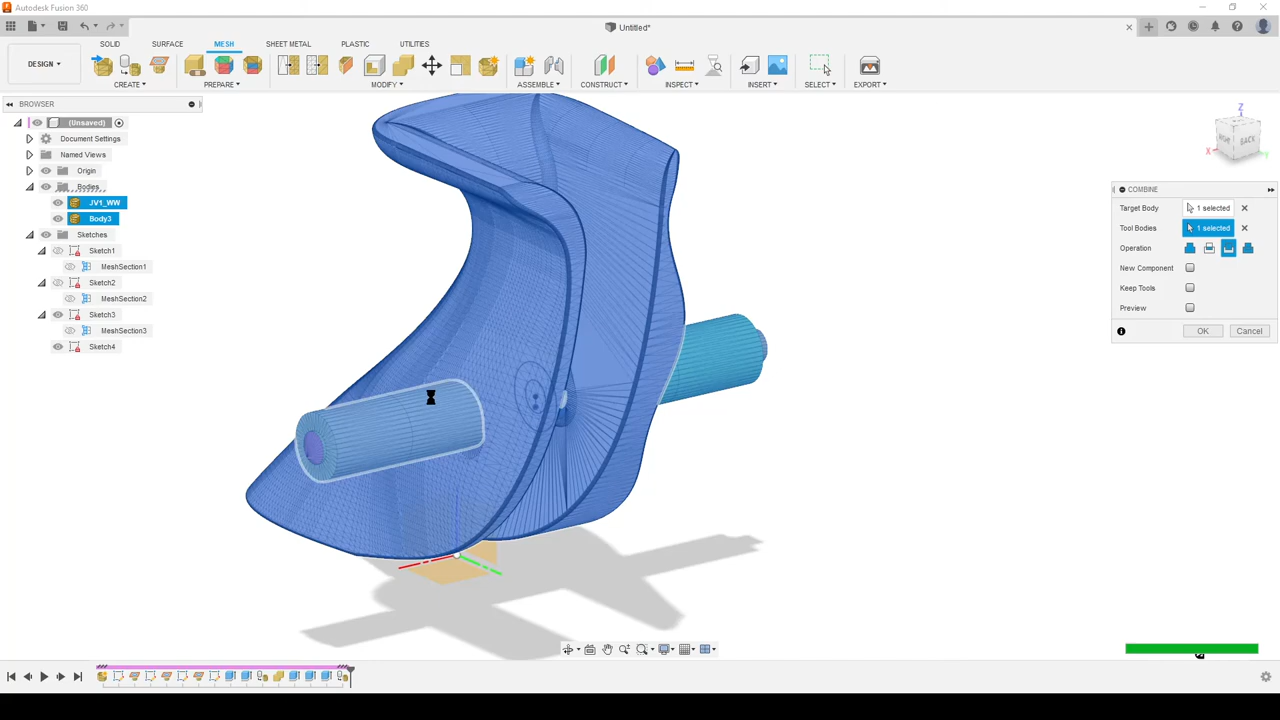 Autodesk Fusion 360
Untitled*
DESIGN
SOLID
SURFACE
MESH
SHEET METAL
PLASTIC
UTILITIES
CREATE
PREPARE
MODIFY
ASSEMBLE
CONSTRUCT
INSPECT
INSERT
SELECT
EXPORT
BROWSER
(Unsaved)
Document Settings
Named Views
Origin
Bodies
JV1_WW
Body3
Sketches
Sketch1
MeshSection1
Sketch2
MeshSection2
Sketch3
MeshSection3
Sketch4
Z
RIGHT
BACK
X
Y
COMBINE
Target Body
1 selected
Tool Bodies
1 selected
Operation
New Component
Keep Tools
Preview
OK
Cancel